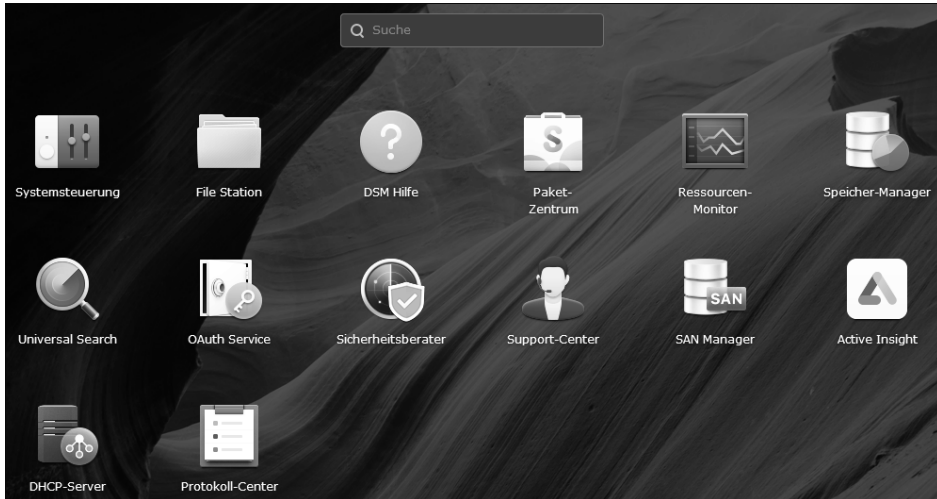 Suche
Systemsteuerung
File Station
DSM Hilfe
Paket-
Zentrum
Ressourcen-
Monitor
Speicher-Manager
Universal Search
OAuth Service
Sicherheitsberater
Support-Center
SAN
SAN Manager
Active Insight
DHCP-Server
Protokoll-Center